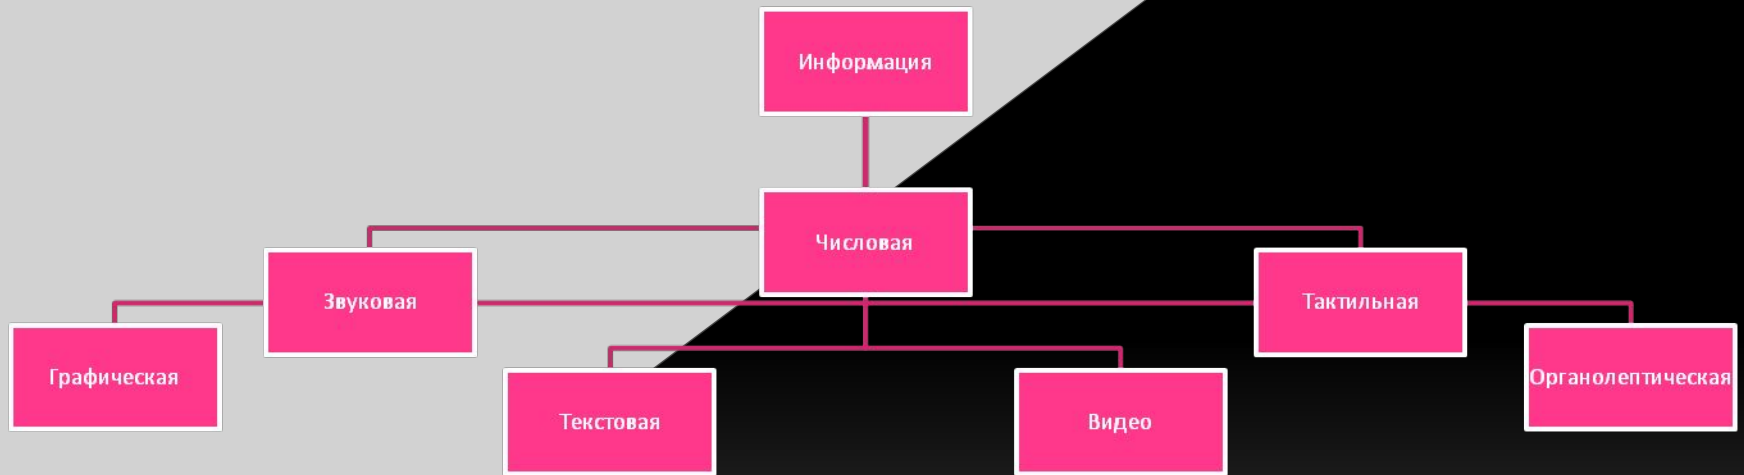 Информация
Числовая
Звуковая
Тактильная
Графическая
Органолептическая
Текстовая
Видео